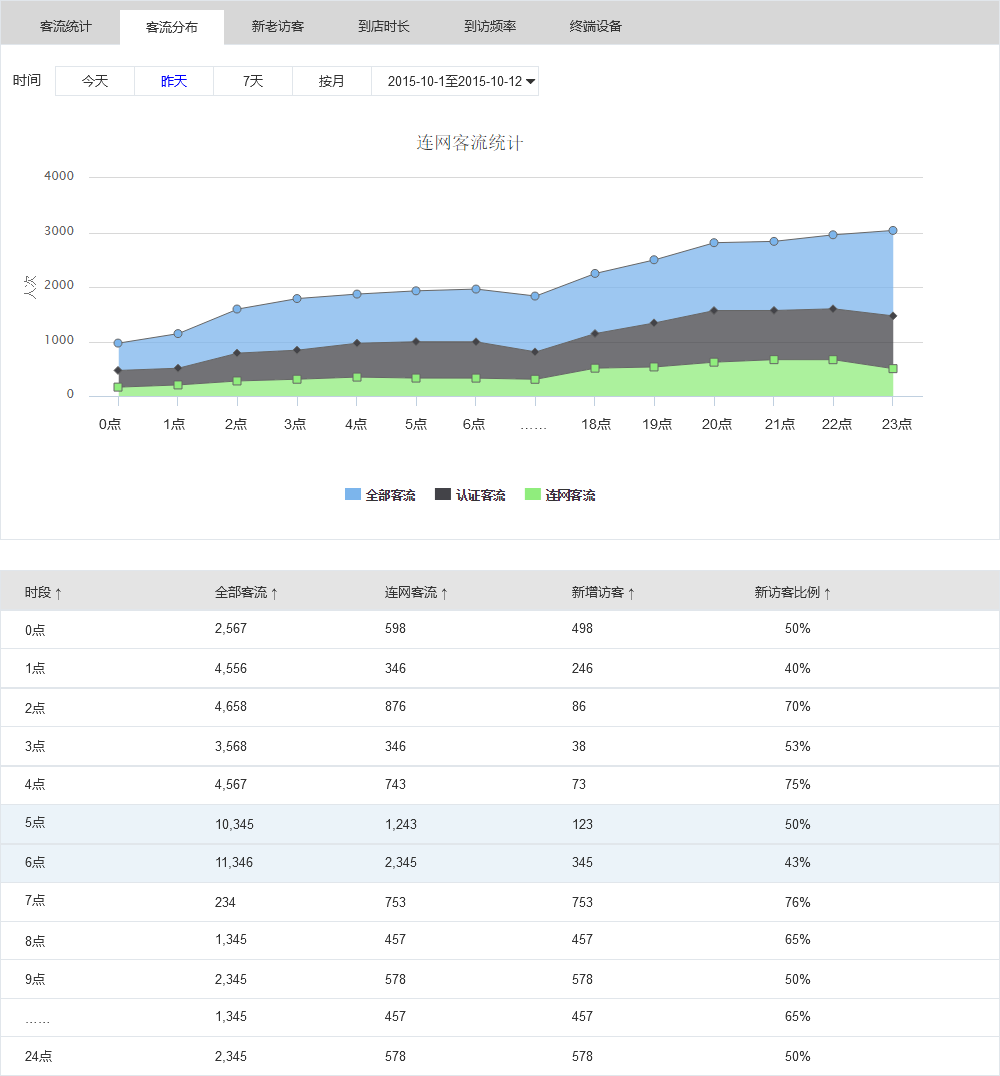 客流统计 客流分布 新老访客 到店时长 到访频率 终端设备
时间 今天 昨天 7天 按月 2015-10-1至2015-10-12
连网客流统计
4000
3000
2000
1000
0
人次
0点 1点 2点 3点 4点 5点 6点 …… 18点 19点 20点 21点 22点 23点
全部客流 认证客流 连网客流
时段↑ 全部客流↑ 连网客流↑ 新增访客↑ 新访客比例↑
0点 2,567 598 498 50%
1点 4,556 346 246 40%
2点 4,658 876 86 70%
3点 3,568 346 38 53%
4点 4,567 743 73 75%
5点 10,345 1,243 123 50%
6点 11,346 2,345 345 43%
7点 234 753 753 76%
8点 1,345 457 457 65%
9点 2,345 578 578 50%
…… 1,345 457 457 65%
24点 2,345 578 578 50%